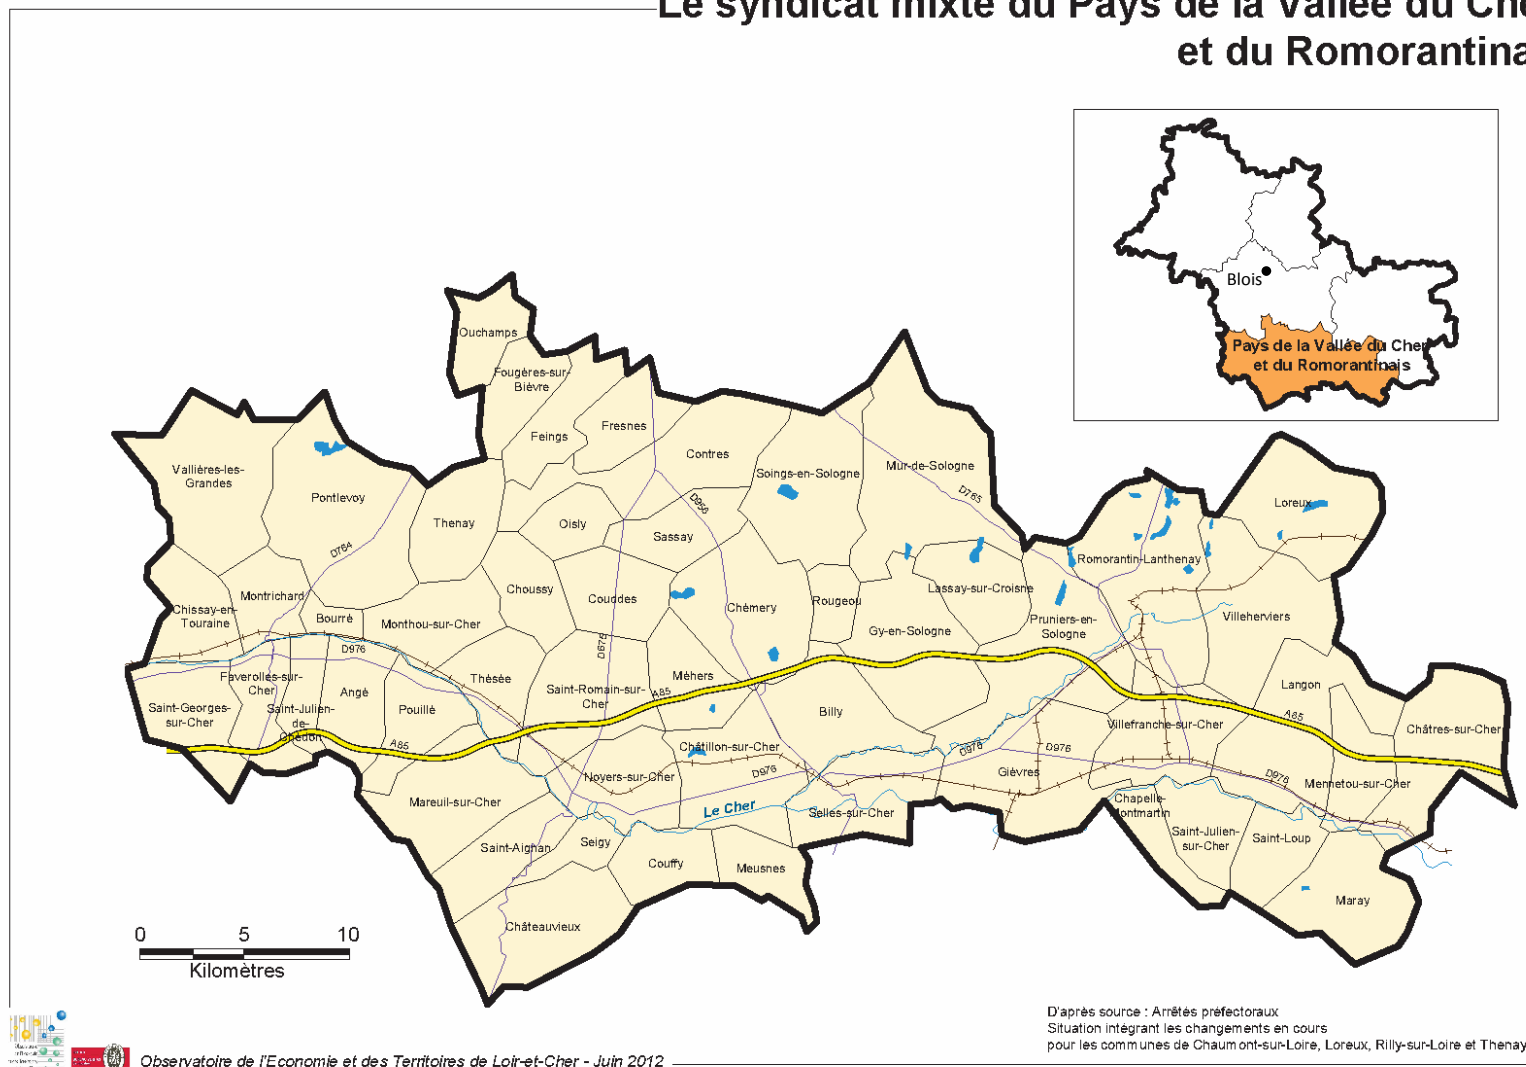 Le syndicat mixte du Pays de la Vallée du Che
et du Romorantina
Blois
Pays de la Vallée du Cher
et du Romorantinais
Ouchamps
Fougères-sur-
Bièvre
Feings
Fresnes
Contres
Soings-en-Sologne
Mur-de-Sologne
Vallières-les-
Grandes
Pontlevoy
Thenay
Oisly
Sassay
D956
D765
Loreux
D764
Romorantin-Lanthenay
Chissay-en-
Touraine
Montrichard
Bourré
Monthou-sur-Cher
Choussy
Couddes
Chèmery
Rougeou
Lassay-sur-Croisne
Gy-en-Sologne
Pruniers-en-
Sologne
Villeherviers
D976
D675
Faverolles-sur-
Cher
Angé
Thésée
Saint-Romain-sur-
Cher
Méhers
A85
Langon
Saint-Georges-
sur-Cher
Saint-Julien-
de-
Chédon
Pouillé
A85
Billy
Villefranche-sur-Cher
A85
Châtres-sur-Cher
Châtillon-sur-Cher
Noyers-sur-Cher
D976
D976
D976
Gièvres
D976
Mennetou-sur-Cher
Mareuil-sur-Cher
Le Cher
Selles-sur-Cher
Chapelle-
Montmartin
Saint-Aignan
Seigy
Couffy
Meusnes
Saint-Julien-
sur-Cher
Saint-Loup
Maray
Châteauvieux
0 5 10
Kilomètres
D'après source : Arrêtés préfectoraux
Situation intégrant les changements en cours
pour les communes de Chaumont-sur-Loire, Loreux, Rilly-sur-Loire et Thenay
Observatoire de l'Economie et des Territoires de Loir-et-Cher - Juin 2012